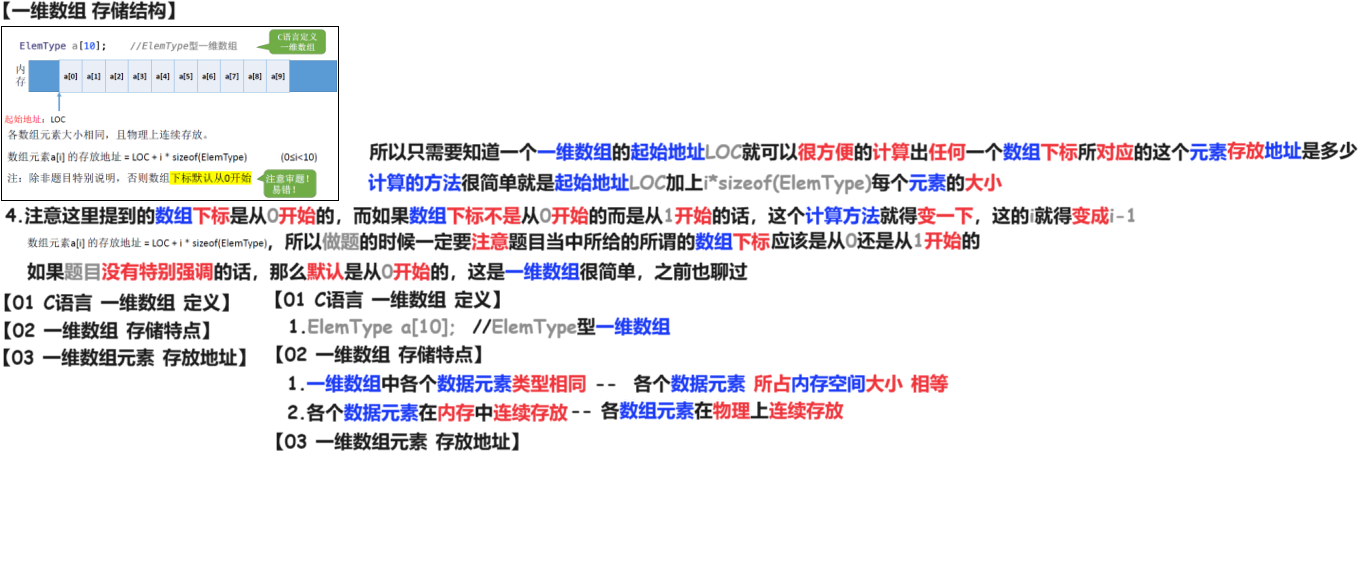 【一维数组 存储结构】
ElemType a[10];    //ElemType型一维数组
C语言定义
一维数组
内
存
a[0] a[1] a[2] a[3] a[4] a[5] a[6] a[7] a[8] a[9]
起始地址：LOC
各数组元素大小相同，且物理上连续存放。
数组元素a[i] 的存放地址 = LOC + i * sizeof(ElemType)    (0≤i<10)
注：除非题目特别说明，否则数组下标默认从0开始
注意审题！
易错！
所以只需要知道一个一维数组的起始地址LOC就可以很方便的计算出任何一个数组下标所对应的这个元素存放地址是多少
计算的方法很简单就是起始地址LOC加上i*sizeof(ElemType)每个元素的大小
4.注意这里提到的数组下标是从0开始的，而如果数组下标不是从0开始的而是从1开始的话，这个计算方法就得变一下，这的i就得变成i-1
数组元素a[i] 的存放地址 = LOC + i * sizeof(ElemType)，所以做题的时候一定要注意题目当中所给的所谓的数组下标应该是从0还是从1开始的
如果题目没有特别强调的话，那么默认是从0开始的，这是一维数组很简单，之前也聊过
【01 C语言 一维数组 定义】
【02 一维数组 存储特点】
【03 一维数组元素 存放地址】
【01 C语言 一维数组 定义】
1.ElemType a[10];  //ElemType型一维数组
【02 一维数组 存储特点】
1.一维数组中各个数据元素类型相同 -- 各个数据元素 所占内存空间大小 相等
2.各个数据元素在内存中连续存放 -- 各数组元素在物理上连续存放
【03 一维数组元素 存放地址】